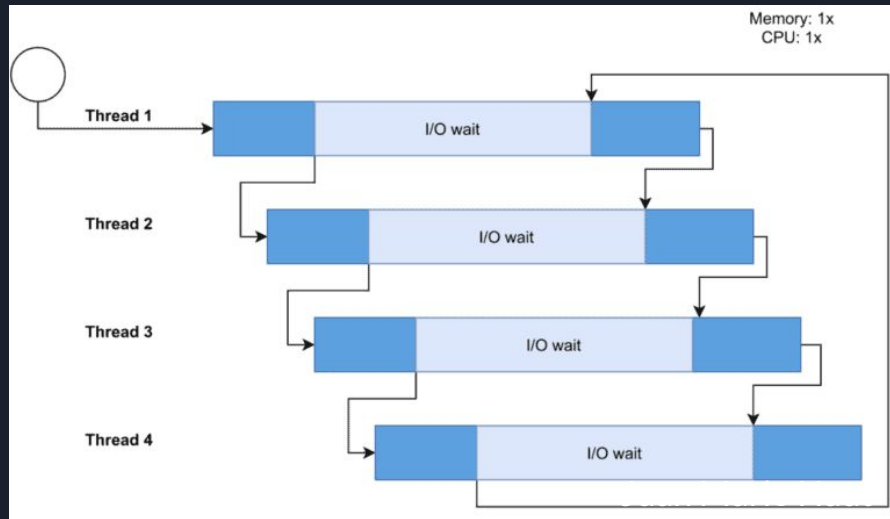 Memory: 1x
CPU: 1x
Thread 1
I/O wait
Thread 2
I/O wait
Thread 3
I/O wait
Thread 4
I/O wait